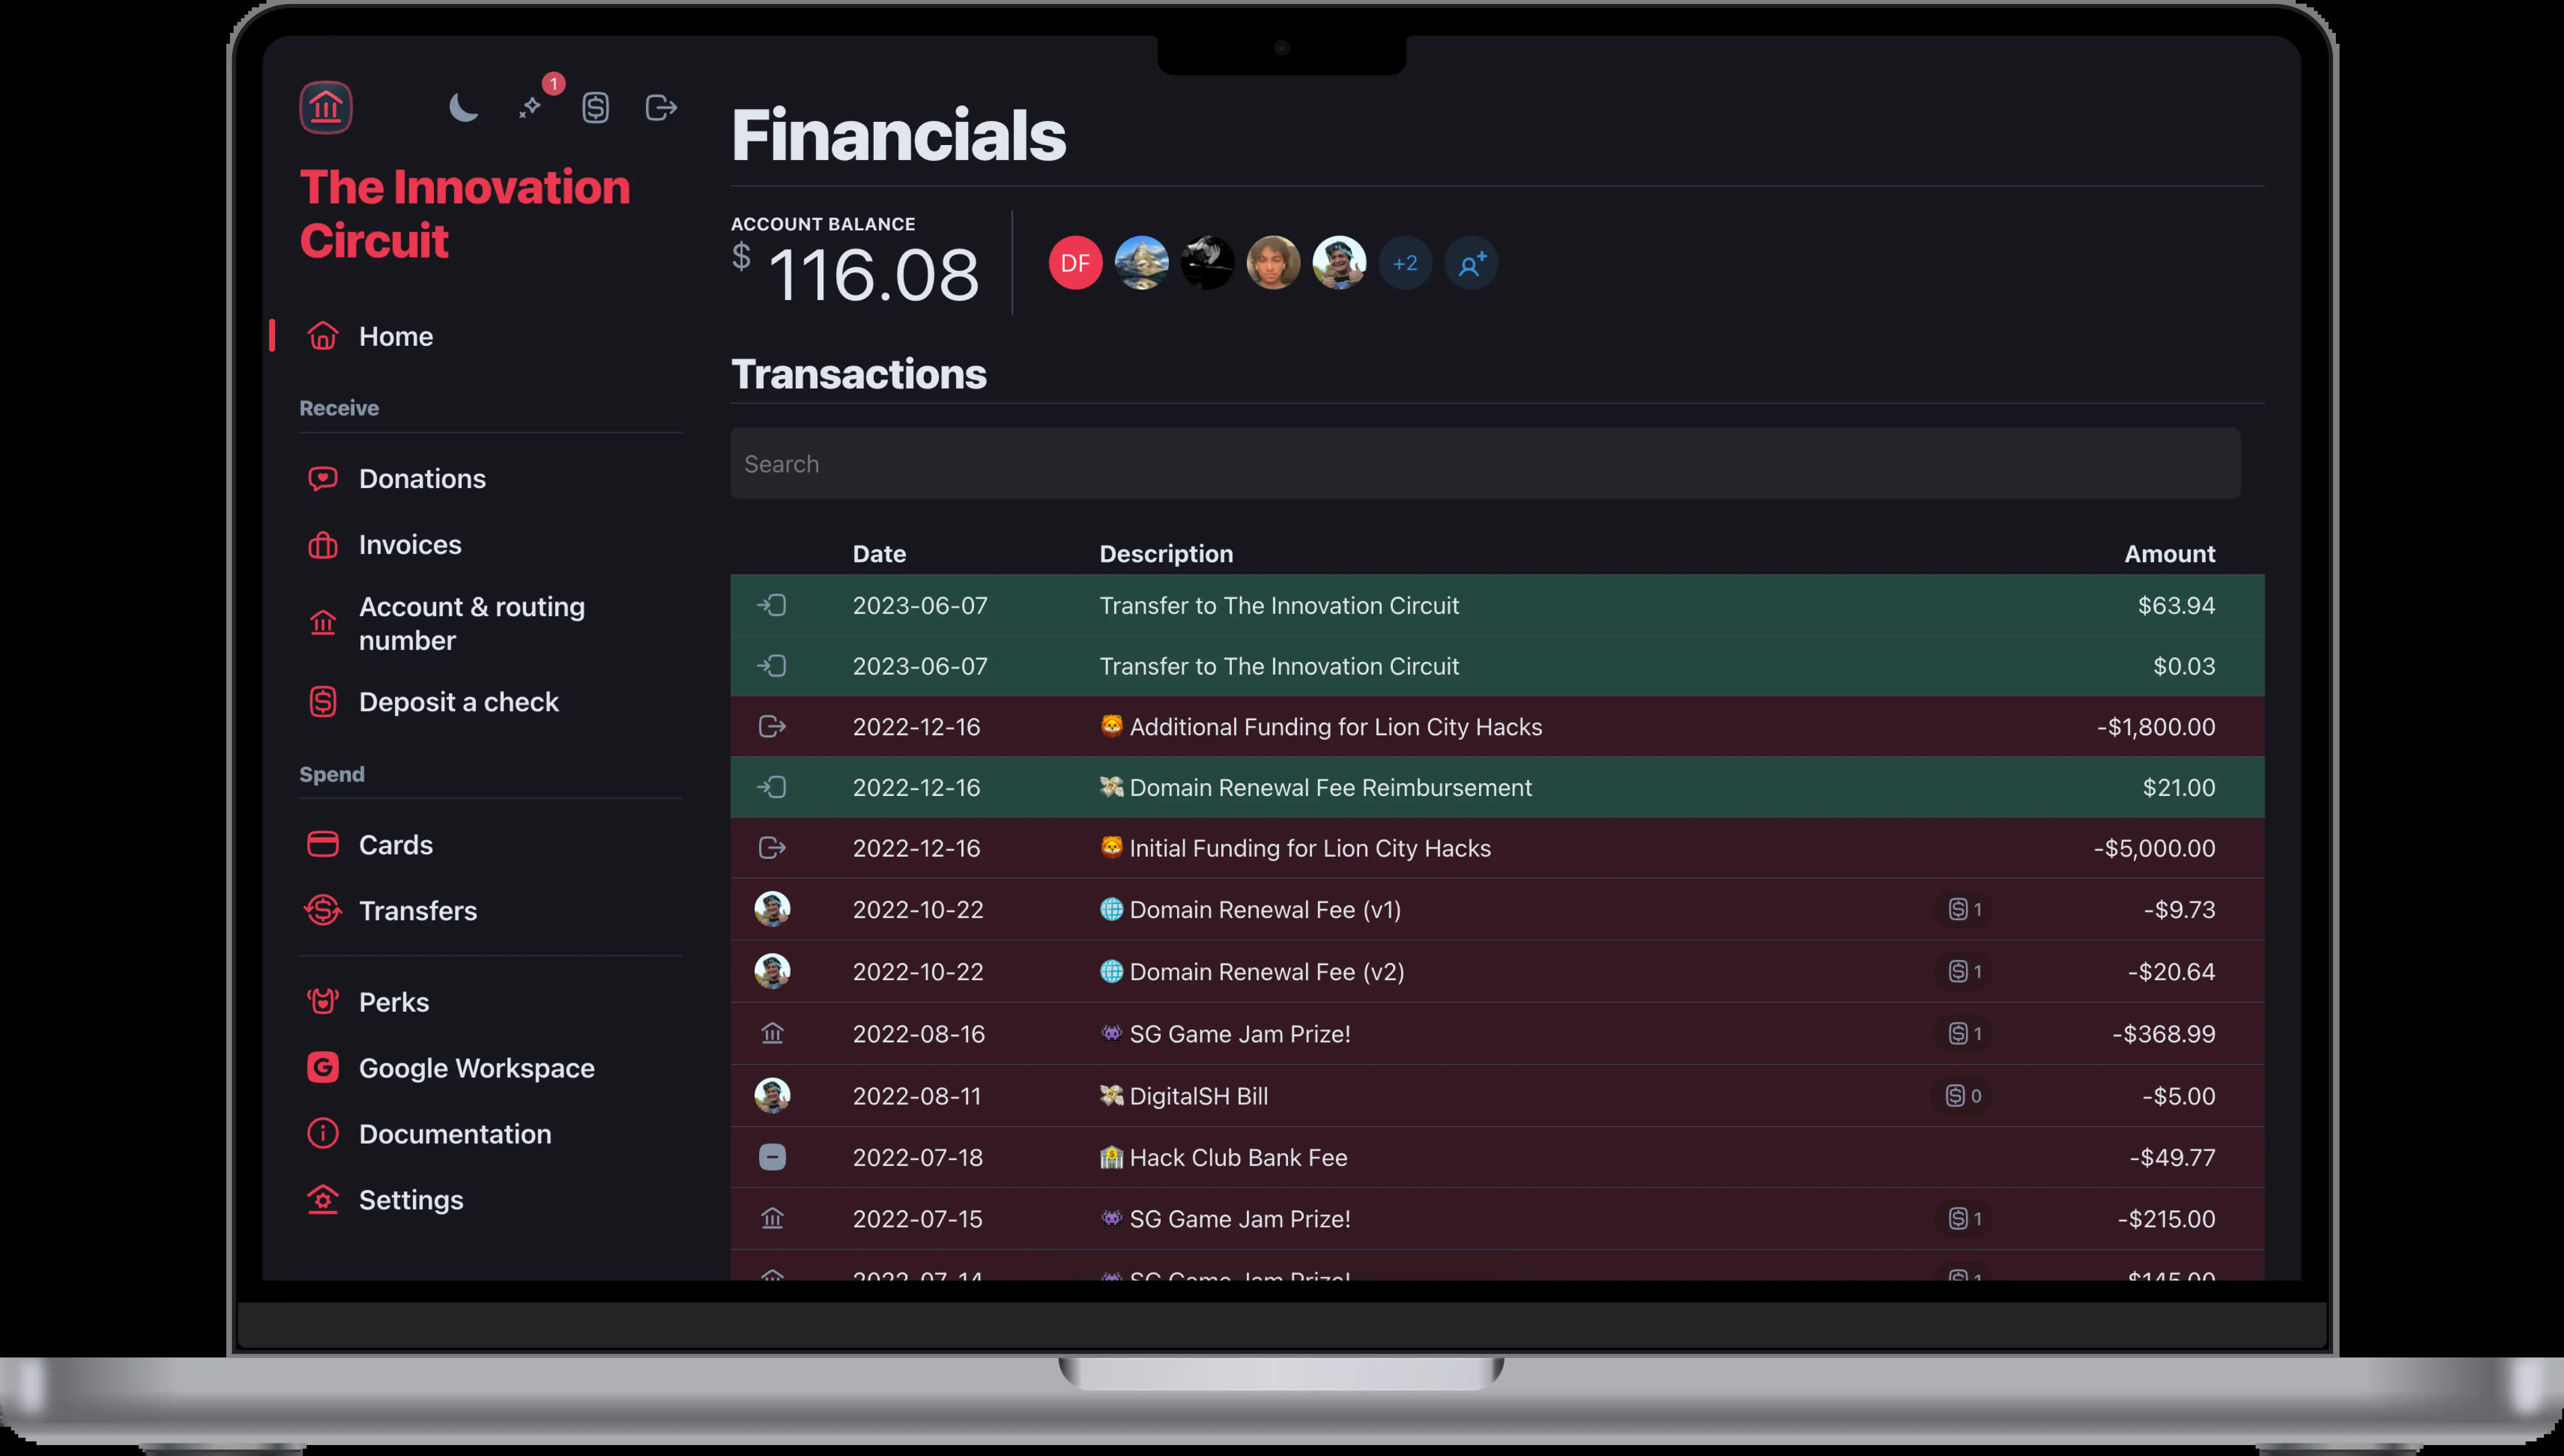 1
The Innovation
Circuit
Home
Receive
Donations
Invoices
Account & routing
number
Deposit a check
Spend
Cards
Transfers
Perks
G Google Workspace
Documentation
Settings
Financials
ACCOUNT BALANCE
$ 116.08
DF +2
Transactions
Search
Date Description Amount
2023-06-07 Transfer to The Innovation Circuit $63.94
2023-06-07 Transfer to The Innovation Circuit $0.03
2022-12-16 🦁 Additional Funding for Lion City Hacks -$1,800.00
2022-12-16 💸 Domain Renewal Fee Reimbursement $21.00
2022-12-16 🦁 Initial Funding for Lion City Hacks -$5,000.00
2022-10-22 🌐 Domain Renewal Fee (v1) 1 -$9.73
2022-10-22 🌐 Domain Renewal Fee (v2) 1 -$20.64
2022-08-16 👾 SG Game Jam Prize! 1 -$368.99
2022-08-11 💸 DigitalSH Bill 0 -$5.00
2022-07-18 🏦 Hack Club Bank Fee -$49.77
2022-07-15 👾 SG Game Jam Prize! 1 -$215.00
2022-07-14 👾 SG Game Jam Prize! 1 -$145.00